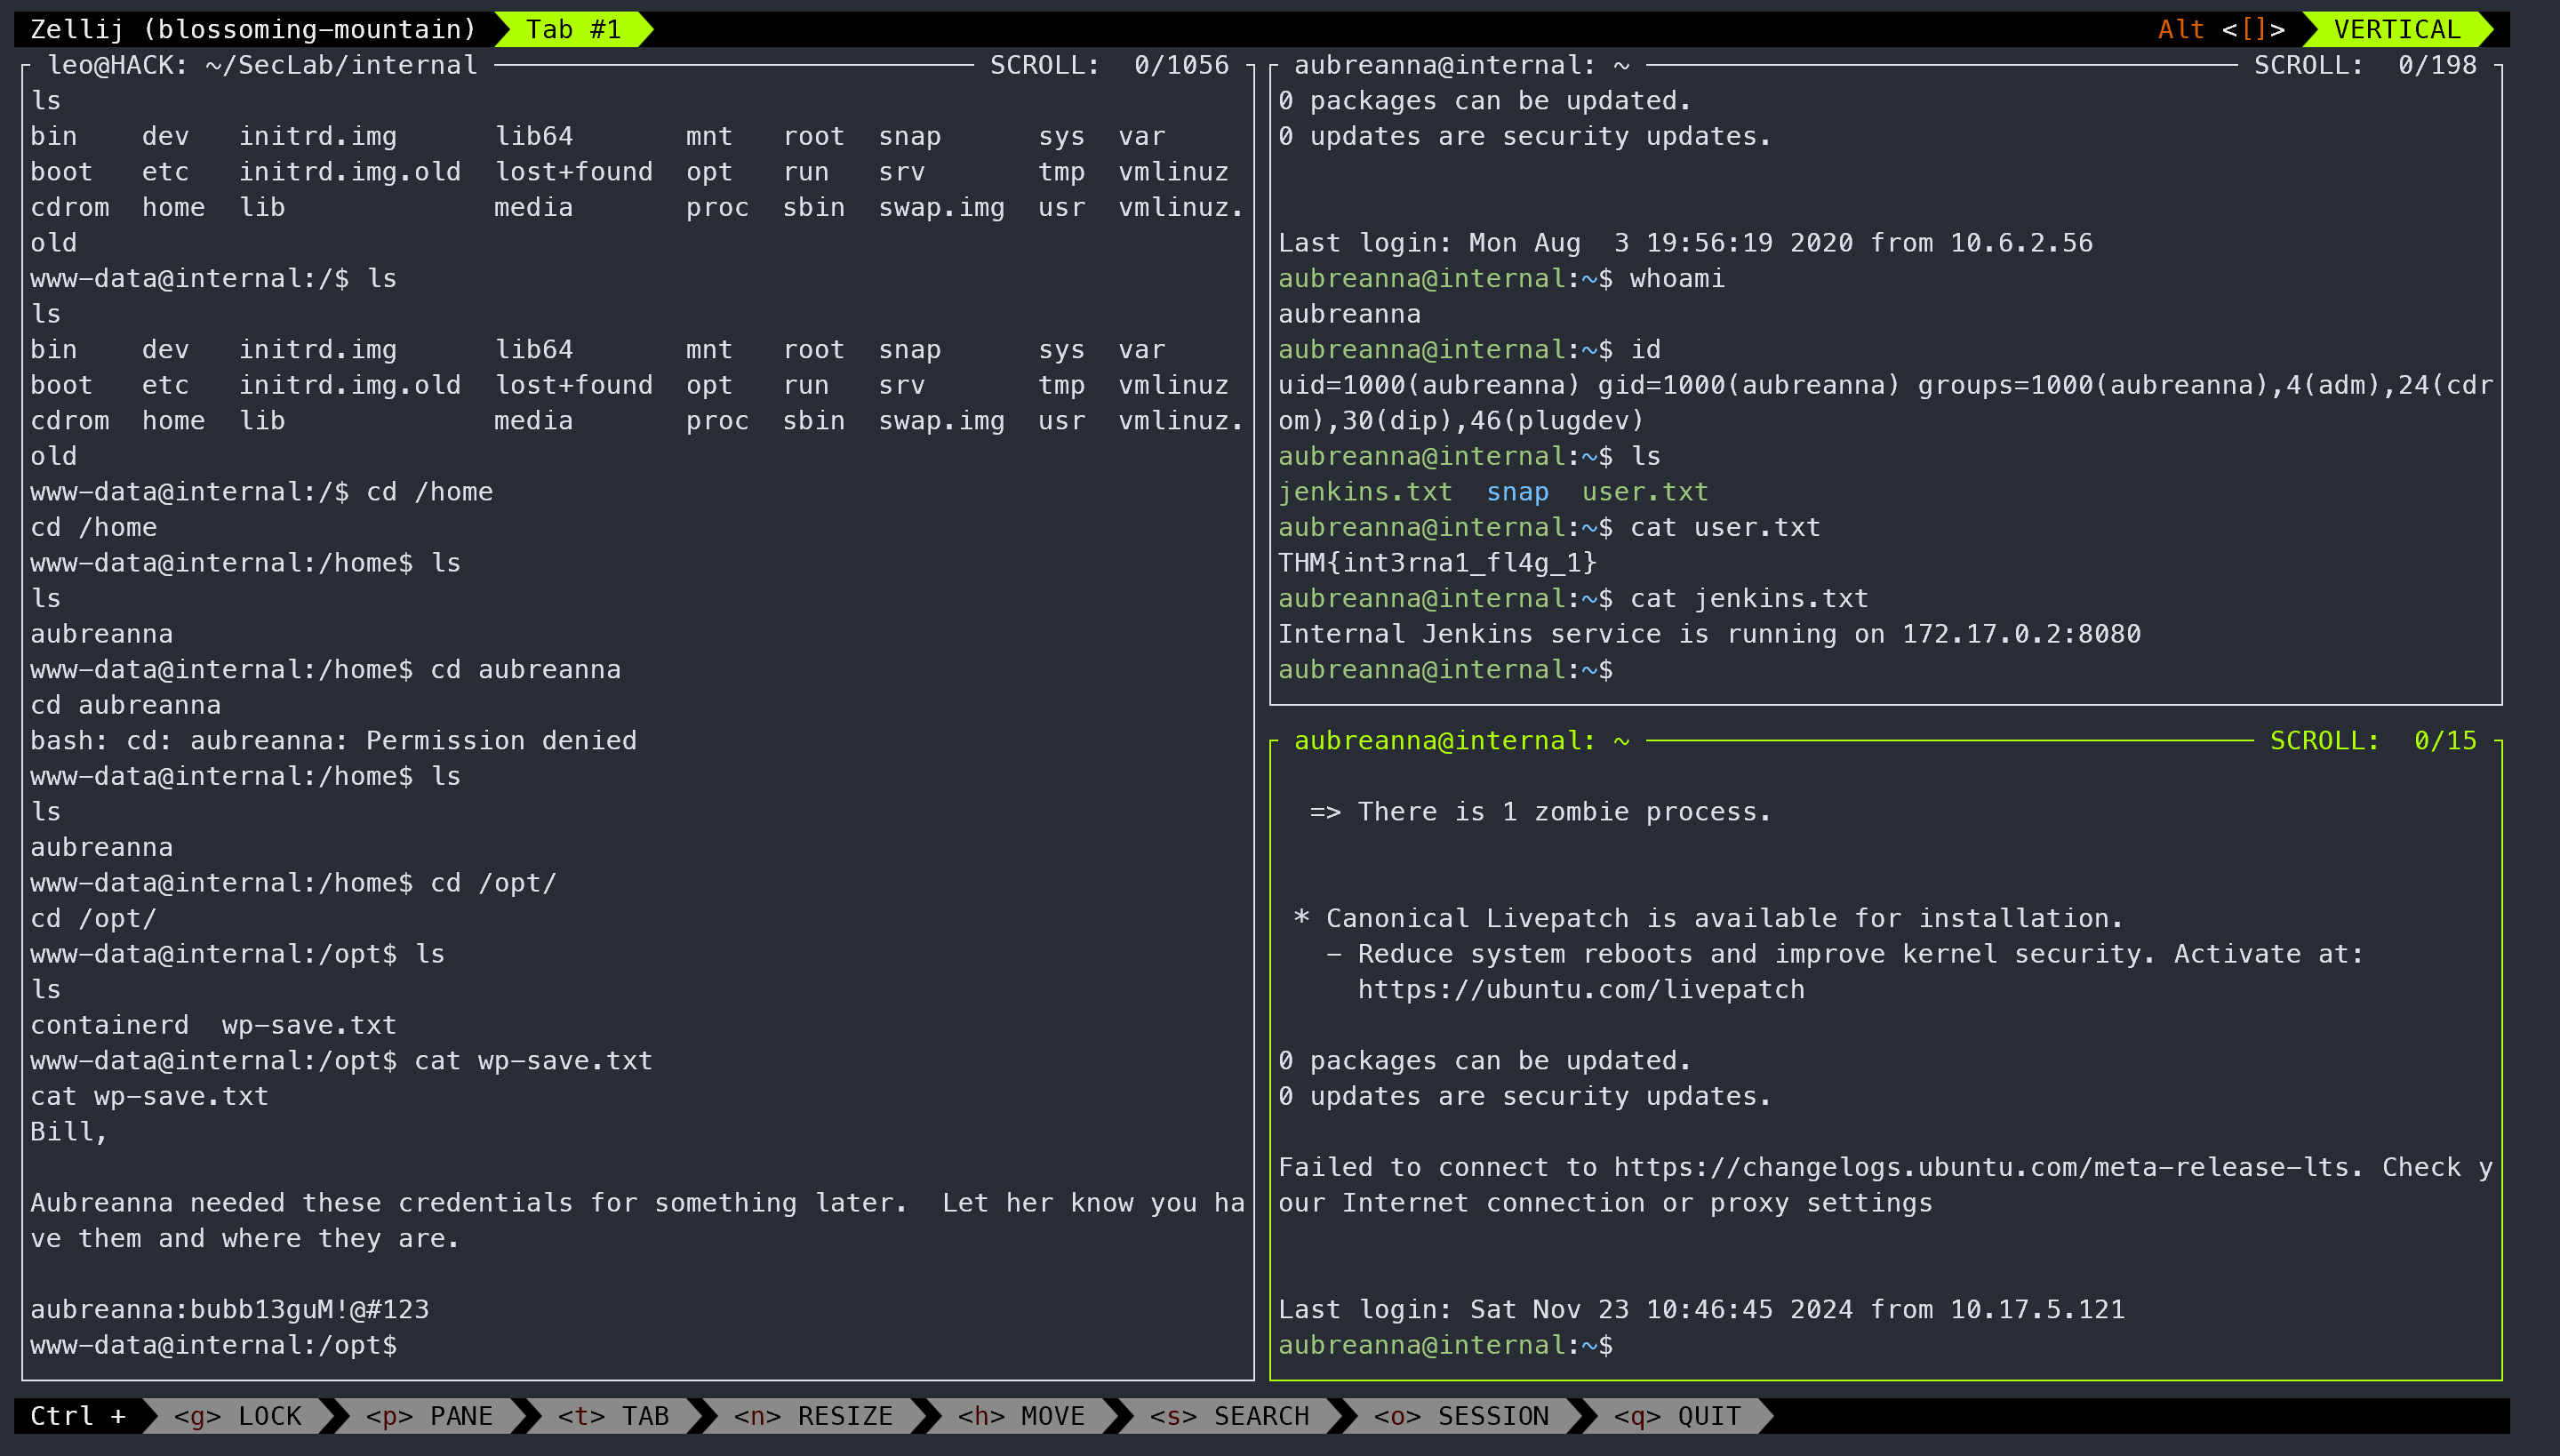 Zellij (blossoming-mountain) Tab #1 Alt <[]> VERTICAL
leo@HACK: ~/SecLab/internal SCROLL: 0/1056
ls
bin    dev   initrd.img      lib64       mnt   root  snap      sys  var
boot   etc   initrd.img.old  lost+found  opt   run   srv       tmp  vmlinuz
cdrom  home  lib             media       proc  sbin  swap.img  usr  vmlinuz.
old
www-data@internal:/$ ls
ls
bin    dev   initrd.img      lib64       mnt   root  snap      sys  var
boot   etc   initrd.img.old  lost+found  opt   run   srv       tmp  vmlinuz
cdrom  home  lib             media       proc  sbin  swap.img  usr  vmlinuz.
old
www-data@internal:/$ cd /home
cd /home
www-data@internal:/home$ ls
ls
aubreanna
www-data@internal:/home$ cd aubreanna
cd aubreanna
bash: cd: aubreanna: Permission denied
www-data@internal:/home$ ls
ls
aubreanna
www-data@internal:/home$ cd /opt/
cd /opt/
www-data@internal:/opt$ ls
ls
containerd  wp-save.txt
www-data@internal:/opt$ cat wp-save.txt
cat wp-save.txt
Bill,
Aubreanna needed these credentials for something later.  Let her know you ha
ve them and where they are.
aubreanna:bubb13guM!@#123
www-data@internal:/opt$
aubreanna@internal: ~ SCROLL: 0/198
0 packages can be updated.
0 updates are security updates.
Last login: Mon Aug  3 19:56:19 2020 from 10.6.2.56
aubreanna@internal:~$ whoami
aubreanna
aubreanna@internal:~$ id
uid=1000(aubreanna) gid=1000(aubreanna) groups=1000(aubreanna),4(adm),24(cdr
om),30(dip),46(plugdev)
aubreanna@internal:~$ ls
jenkins.txt  snap  user.txt
aubreanna@internal:~$ cat user.txt
THM{int3rna1_fl4g_1}
aubreanna@internal:~$ cat jenkins.txt
Internal Jenkins service is running on 172.17.0.2:8080
aubreanna@internal:~$
aubreanna@internal: ~ SCROLL: 0/15
=> There is 1 zombie process.
* Canonical Livepatch is available for installation.
- Reduce system reboots and improve kernel security. Activate at:
https://ubuntu.com/livepatch
0 packages can be updated.
0 updates are security updates.
Failed to connect to https://changelogs.ubuntu.com/meta-release-lts. Check y
our Internet connection or proxy settings
Last login: Sat Nov 23 10:46:45 2024 from 10.17.5.121
aubreanna@internal:~$
Ctrl + <g> LOCK <p> PANE <t> TAB <n> RESIZE <h> MOVE <s> SEARCH <o> SESSION <q> QUIT